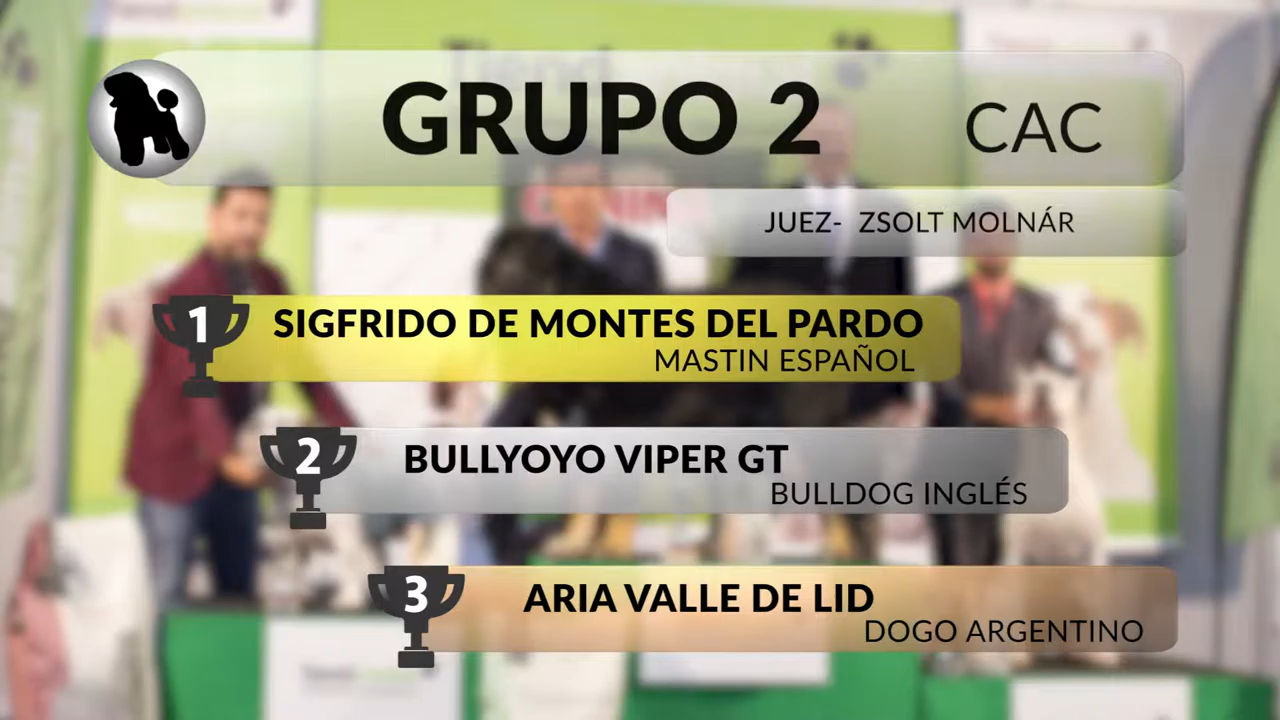 GRUPO 2 CAC
JUEZ- ZSOLT MOLNÁR
1 SIGFRIDO DE MONTES DEL PARDO
MASTIN ESPAÑOL
2 BULLYOYO VIPER GT
BULLDOG INGLÉS
3 ARIA VALLE DE LID
DOGO ARGENTINO